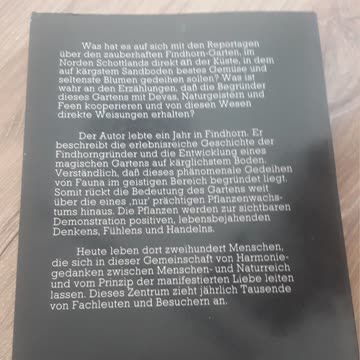 Was hat es auf sich mit den Reportagen
über den zauberhaften Findhorn-Garten, im
Norden Schottlands direkt an der Küste, in dem
auf kärgstem Sandboden bestes Gemüse und
seltenste Blumen gedeihen sollen? Was ist
wahr an den Erzählungen, daß die Begründer
dieses Gartens mit Devas, Naturgeistern und
Feen kooperieren und von diesen Wesen
direkte Weisungen erhalten?
Der Autor lebte ein Jahr in Findhorn. Er
beschreibt die erlebnisreiche Geschichte der
Findhorngründer und die Entwicklung eines
magischen Gartens auf kärglichstem Boden.
Verständlich, daß dieses phänomenale Gedeihen
von Fauna im geistigen Bereich begründet liegt.
Somit rückt die Bedeutung des Gartens weit
über die eines ‚nur' prächtigen Pflanzenwachs-
tums hinaus. Die Pflanzen werden zur sichtbaren
Demonstration positiven, lebensbejahenden
Denkens, Fühlens und Handelns.
Heute leben dort zweihundert Menschen,
die sich in dieser Gemeinschaft von Harmonie-
gedanken zwischen Menschen- und Naturreich
und vom Prinzip der manifestierten Liebe leiten
lassen. Dieses Zentrum zieht jährlich Tausende
von Fachleuten und Besuchern an.